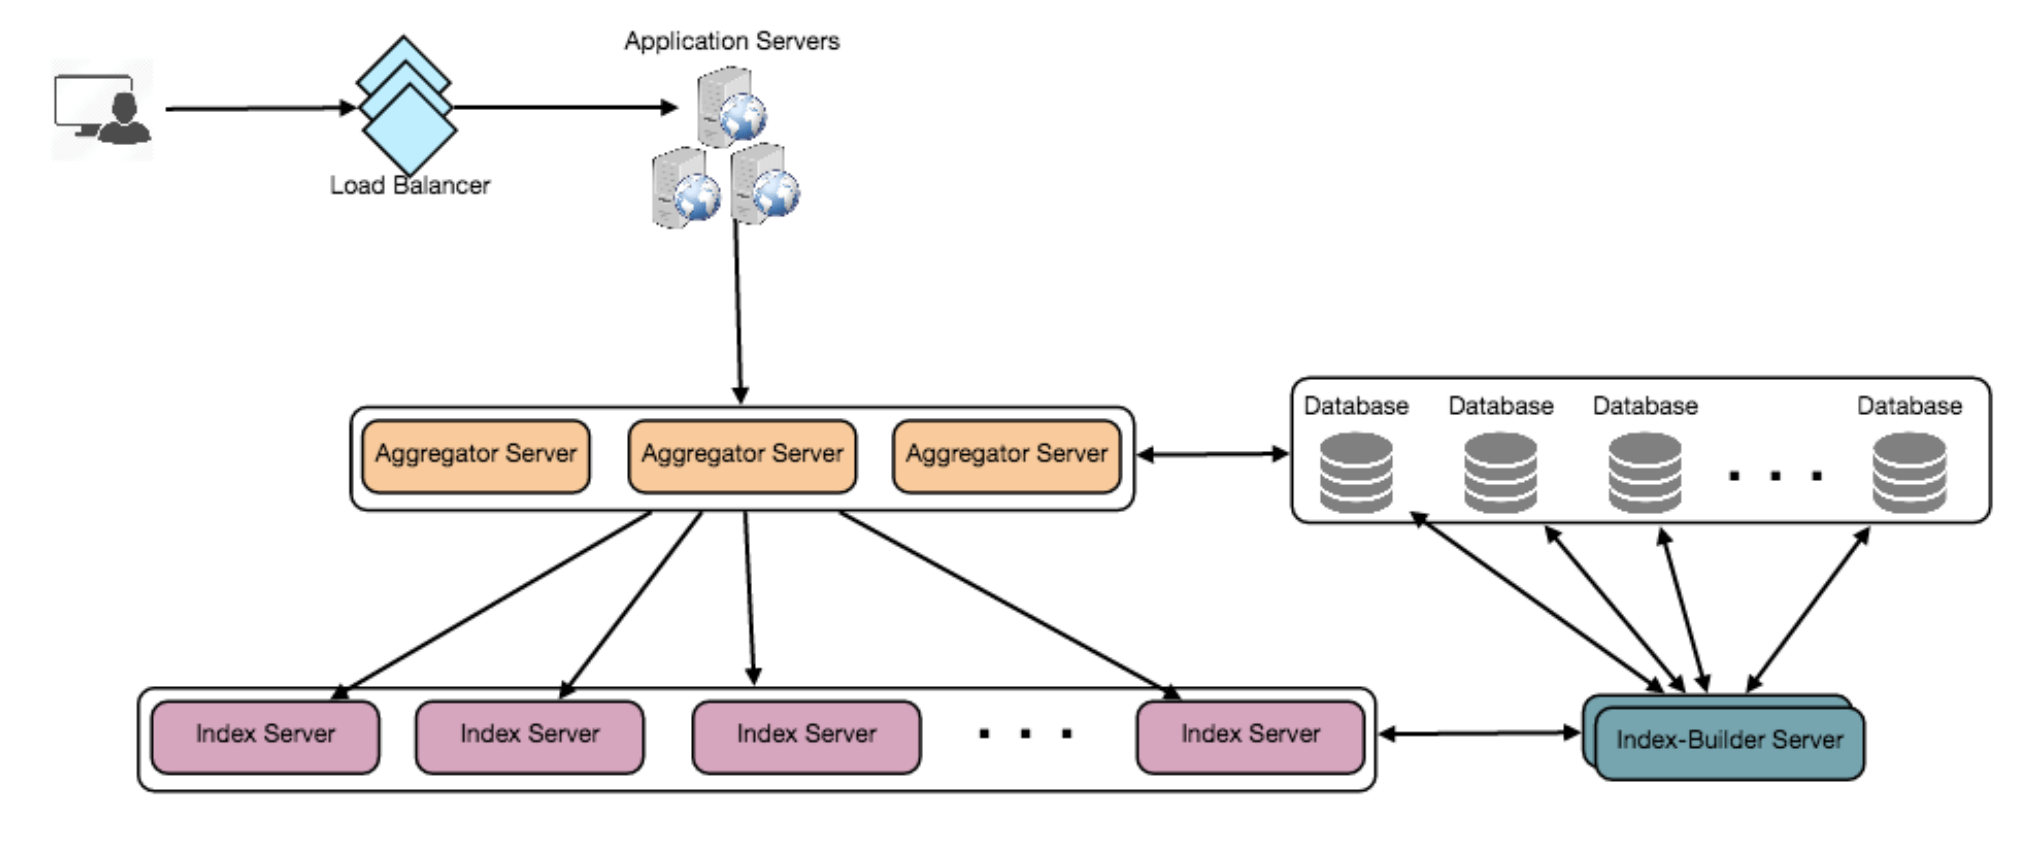 Application Servers
Load Balancer
Database Database Database Database
Aggregator Server Aggregator Server Aggregator Server
Index Server Index Server Index Server Index Server
Index-Builder Server